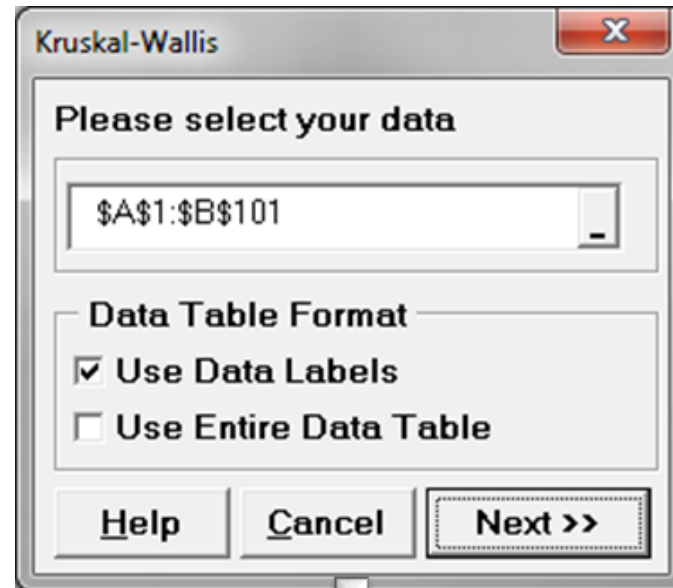 Kruskal-Wallis
Please select your data
$A$1:$B$101
Data Table Format
Use Data Labels
Use Entire Data Table
Help Cancel Next >>